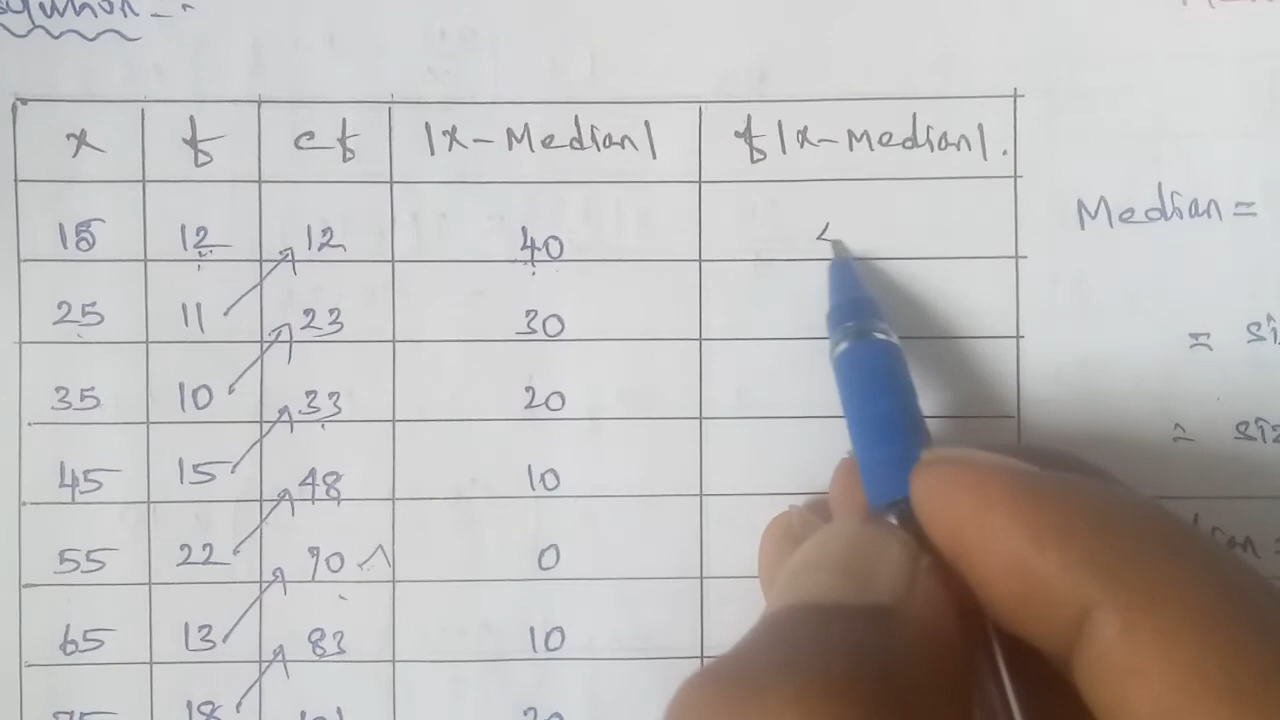 x f cf |x-Median| f|x-Median|.
15 12 12 40
Median =
25 11 23 30
=
35 10 33 20
=
45 15 48 10
55 22 70 0
65 13 83 10
18